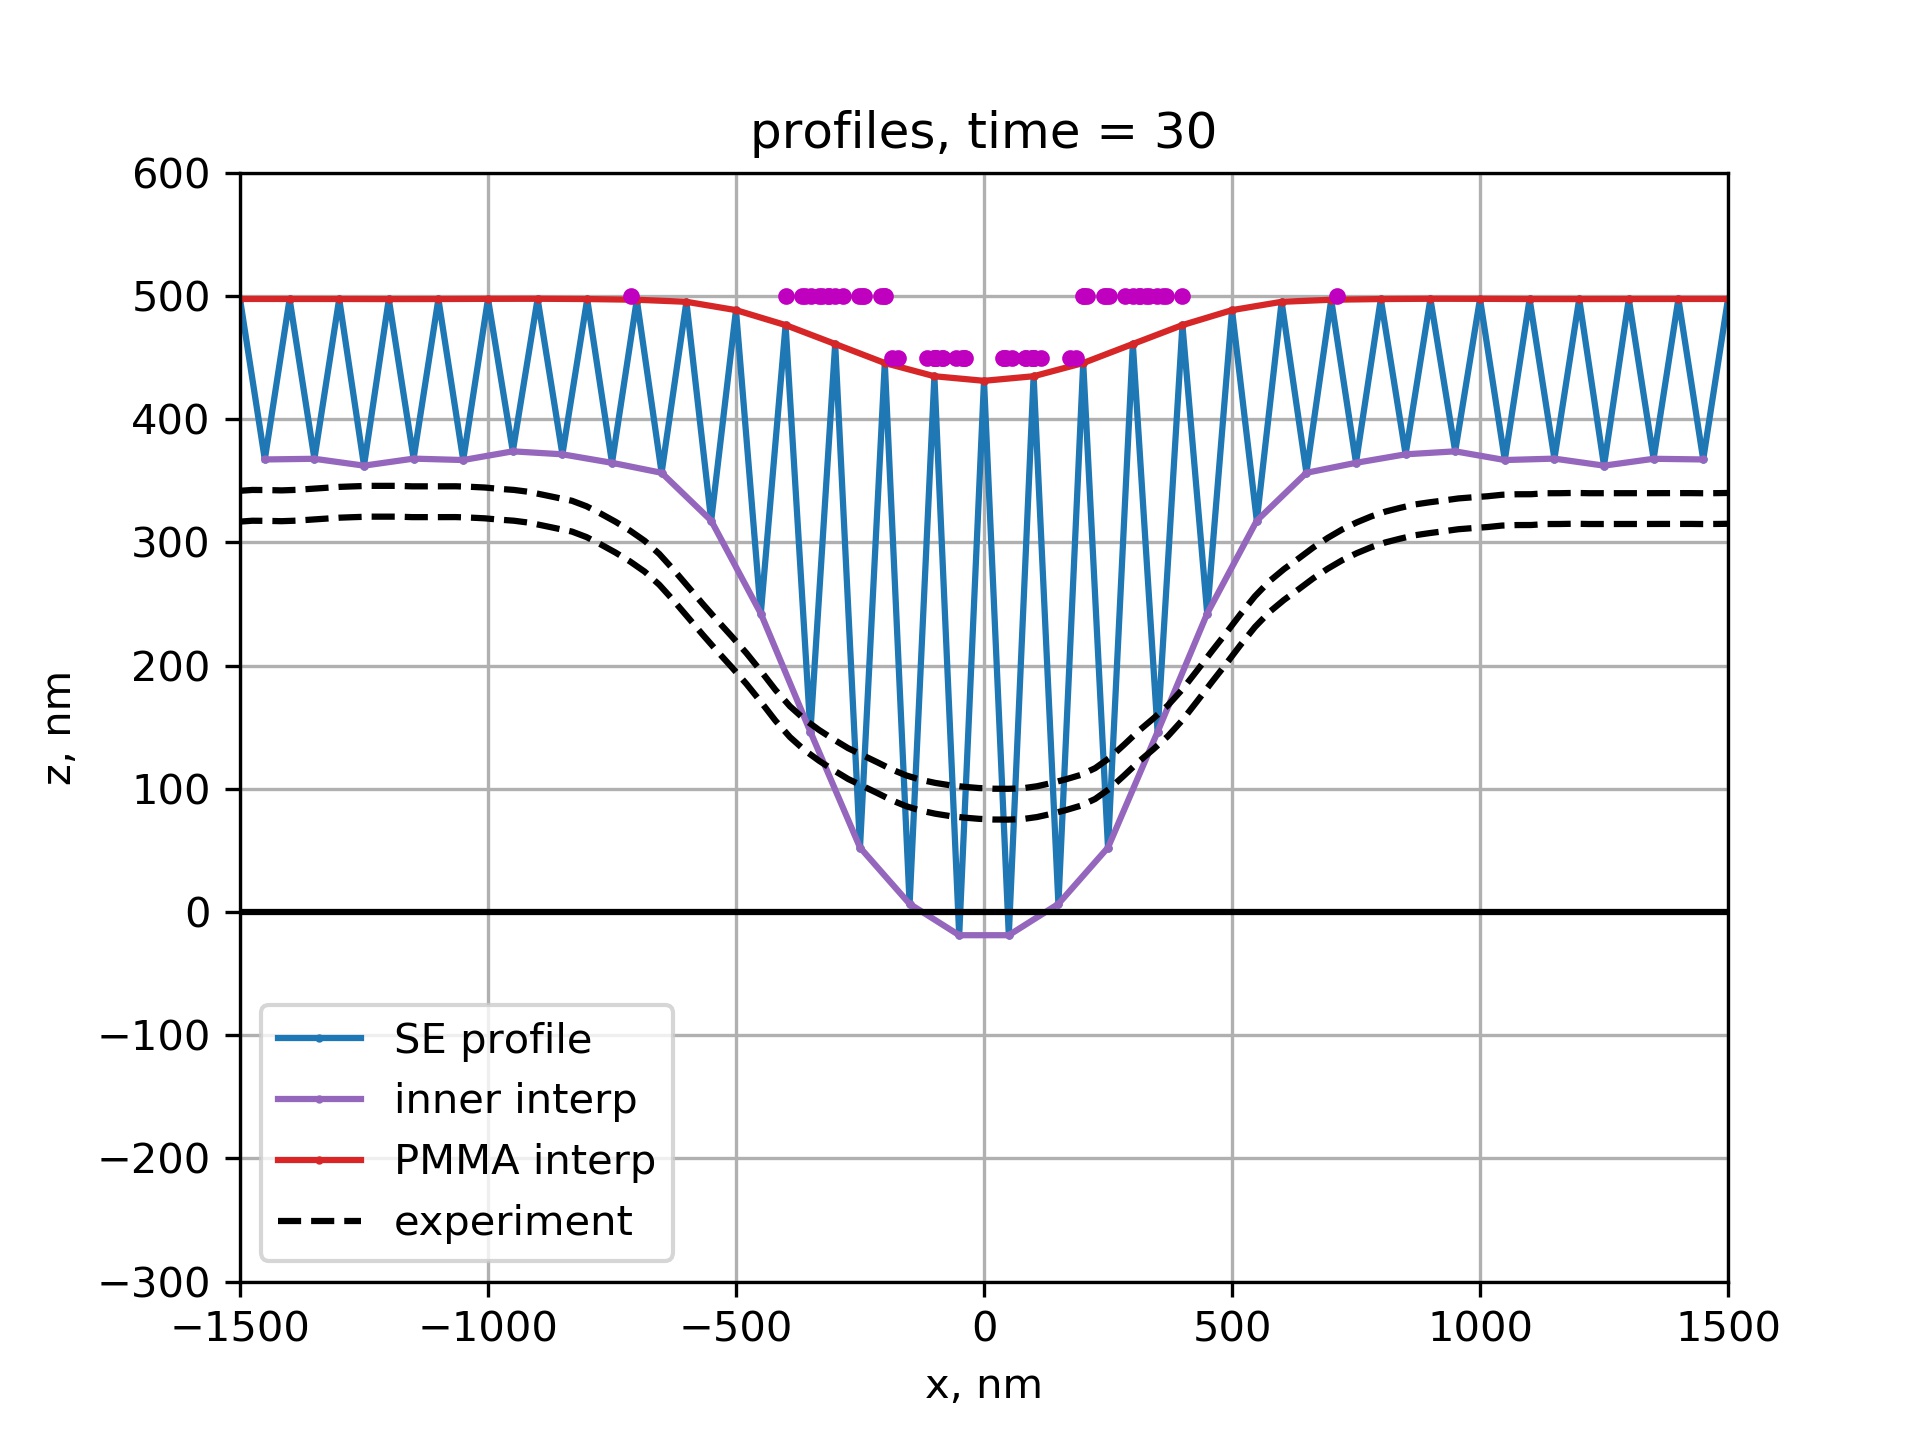 profiles, time = 30
600
500
400
300
200
100
0
−100
−200
−300
z, nm
SE profile
inner interp
PMMA interp
experiment
−1500 −1000 −500 0 500 1000 1500
x, nm